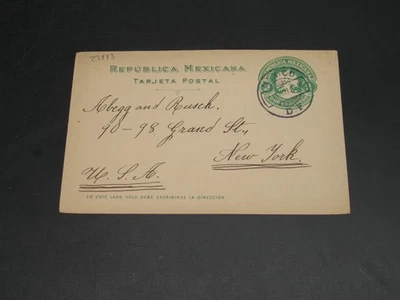 REPUBLICA MEXICANA
TARJETA POSTAL
Abegg and Rusch.
90-98 Grand St.,
New York.
U.S.A.
EN ESTE LADO SOLO DEBE ESCRIBIRSE LA DIRECCION